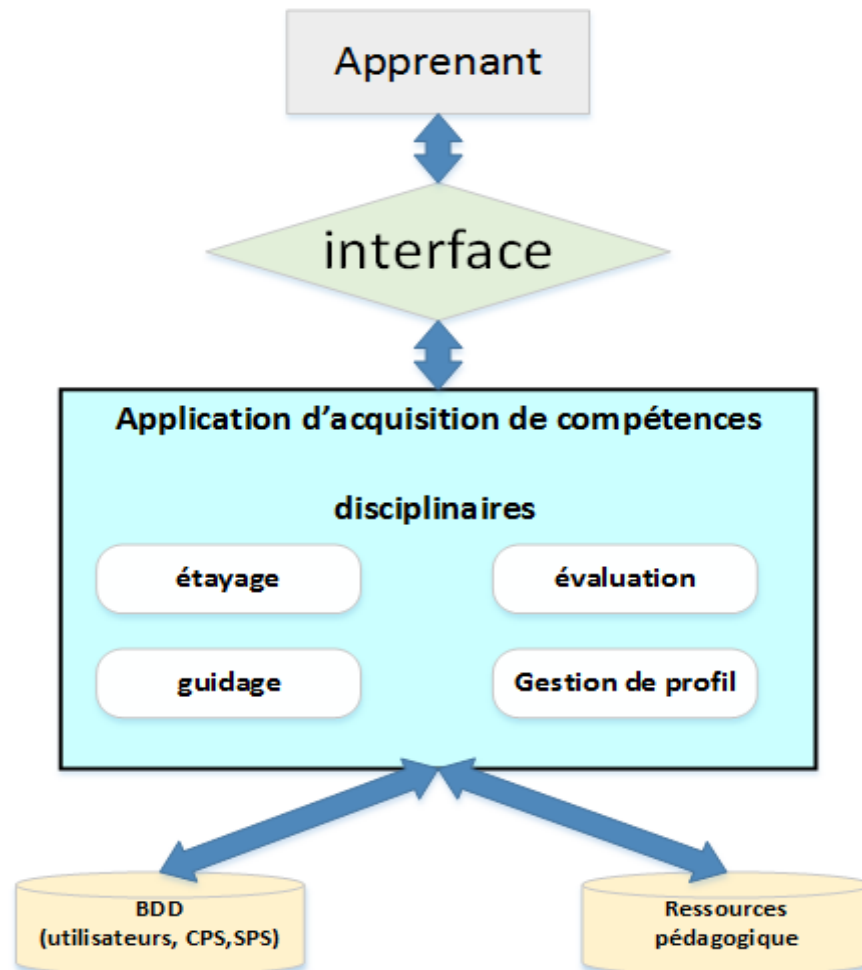 Apprenant
interface
Application d’acquisition de compétences
disciplinaires
étayage
évaluation
guidage
Gestion de profil
BDD
(utilisateurs, CPS,SPS)
Ressources
pédagogique